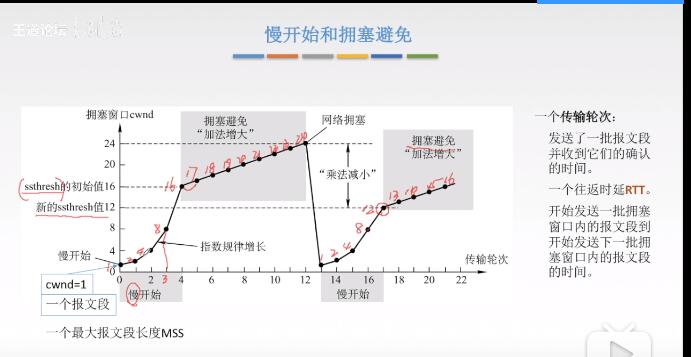 王道论坛
慢开始和拥塞避免
拥塞窗口cwnd
24
20
ssthresh的初始值16
新的ssthresh值12
8
4
0
慢开始
cwnd=1
一个报文段
一个最大报文段长度MSS
拥塞避免
“加法增大”
网络拥塞
“乘法减小”
拥塞避免
“加法增大”
指数规律增长
传输轮次
0 2 4 6 8 10 12 14 16 18 20 22
慢开始
慢开始
1 2 4 8 16 17 18 19 20 21 22 23 24
3
1 2 4 8 12 13 14 15 16
一个传输轮次：
发送了一批报文段
并收到它们的确认
的时间。
一个往返时延RTT。
开始发送一批拥塞
窗口内的报文段到
开始发送下一批拥
塞窗口内的报文段
的时间。